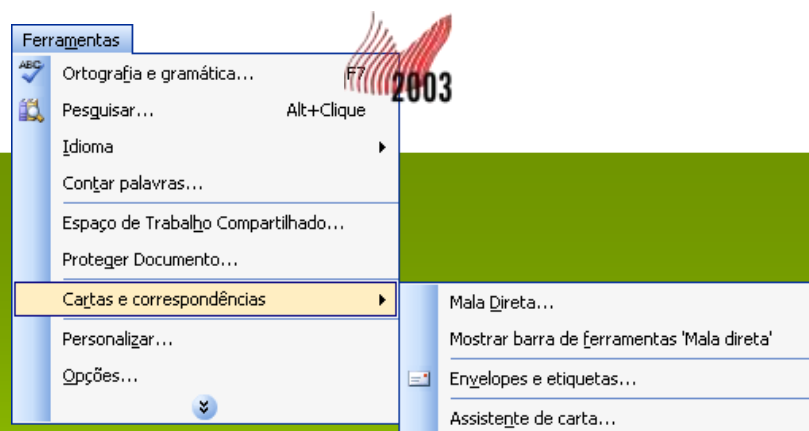 Ferramentas
ABC
Ortografia e gramática... F7
2003
Pesquisar... Alt+Clique
Idioma
Contar palavras...
Espaço de Trabalho Compartilhado...
Proteger Documento...
Cartas e correspondências
Mala Direta...
Personalizar...
Mostrar barra de ferramentas 'Mala direta'
Opções...
Envelopes e etiquetas...
Assistente de carta...